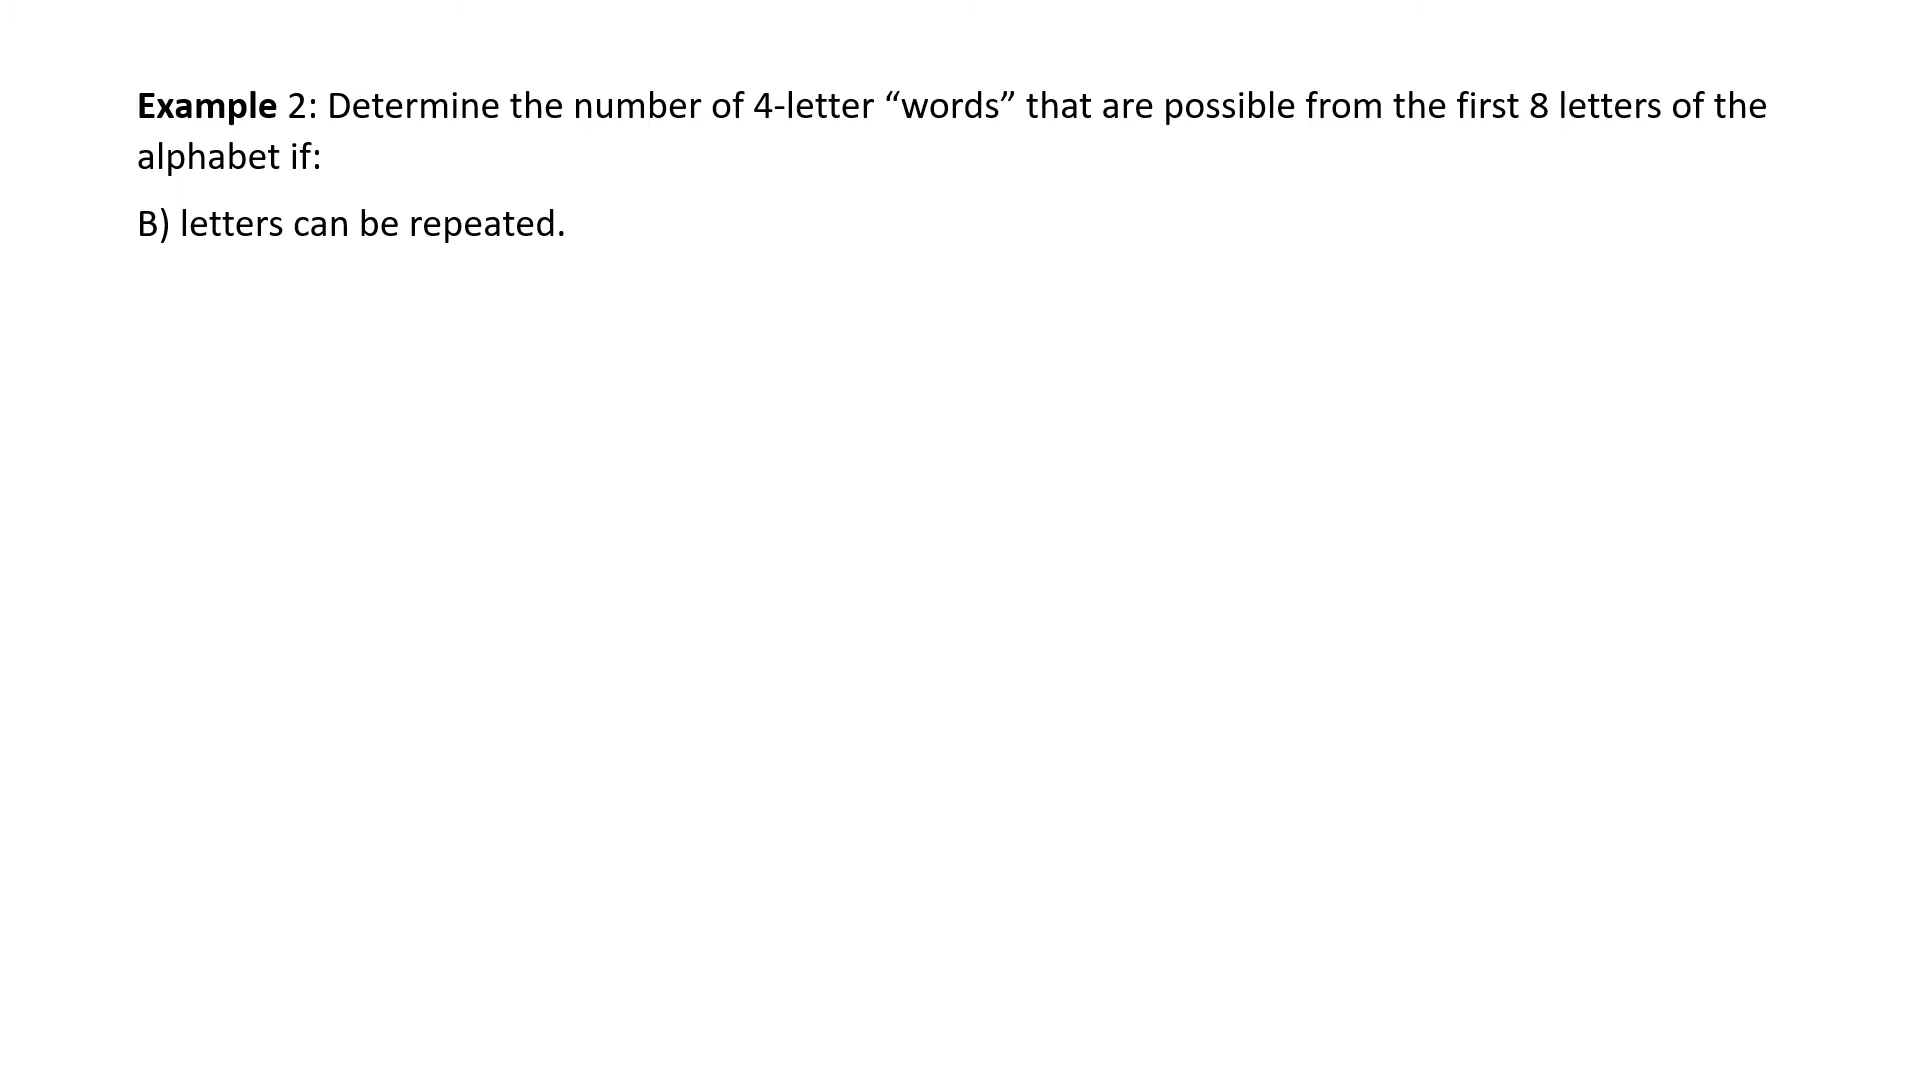 Example 2: Determine the number of 4-letter “words” that are possible from the first 8 letters of the
alphabet if:
B) letters can be repeated.